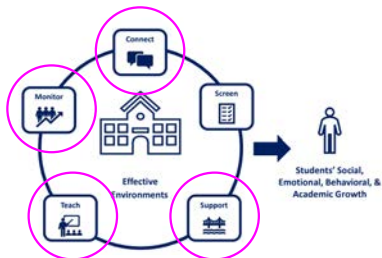 Connect
Monitor
Screen
Effective
Environments
Teach
Support
Students' Social,
Emotional, Behavioral, &
Academic Growth